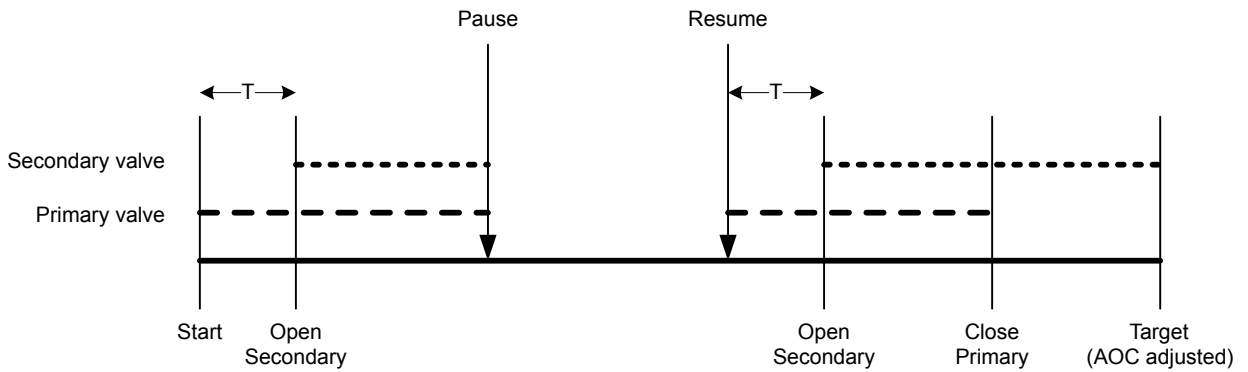 Pause
Resume
T
T
Secondary valve
Primary valve
Start
Open
Secondary
Open
Secondary
Close
Primary
Target
(AOC adjusted)